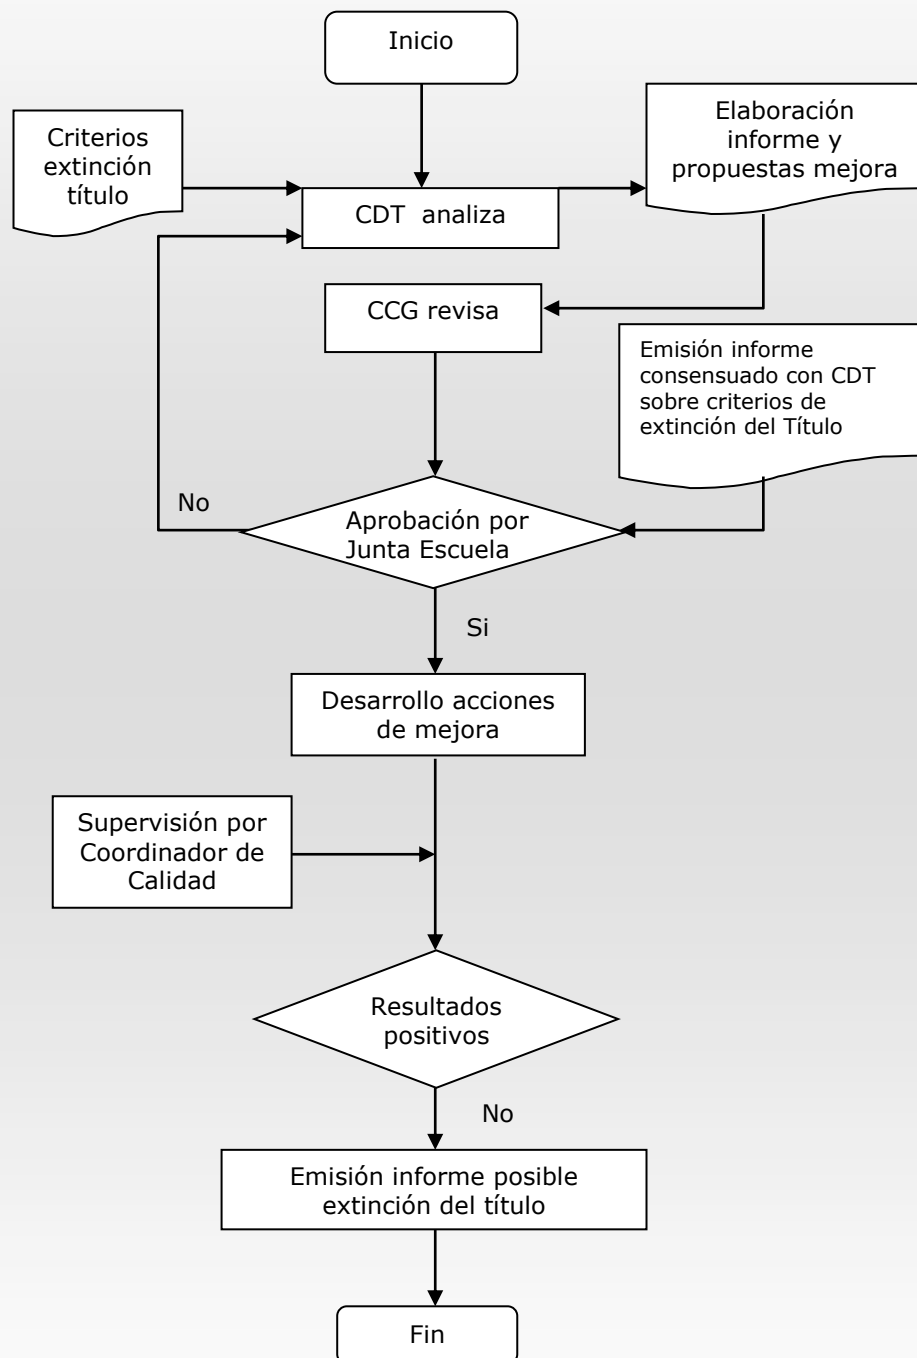 Inicio
Criterios
extinción
título
Elaboración
informe y
propuestas mejora
CDT analiza
CCG revisa
Emisión informe
consensuado con CDT
sobre criterios de
extinción del Título
No
Aprobación por
Junta Escuela
Si
Desarrollo acciones
de mejora
Supervisión por
Coordinador de
Calidad
Resultados
positivos
No
Emisión informe posible
extinción del título
Fin